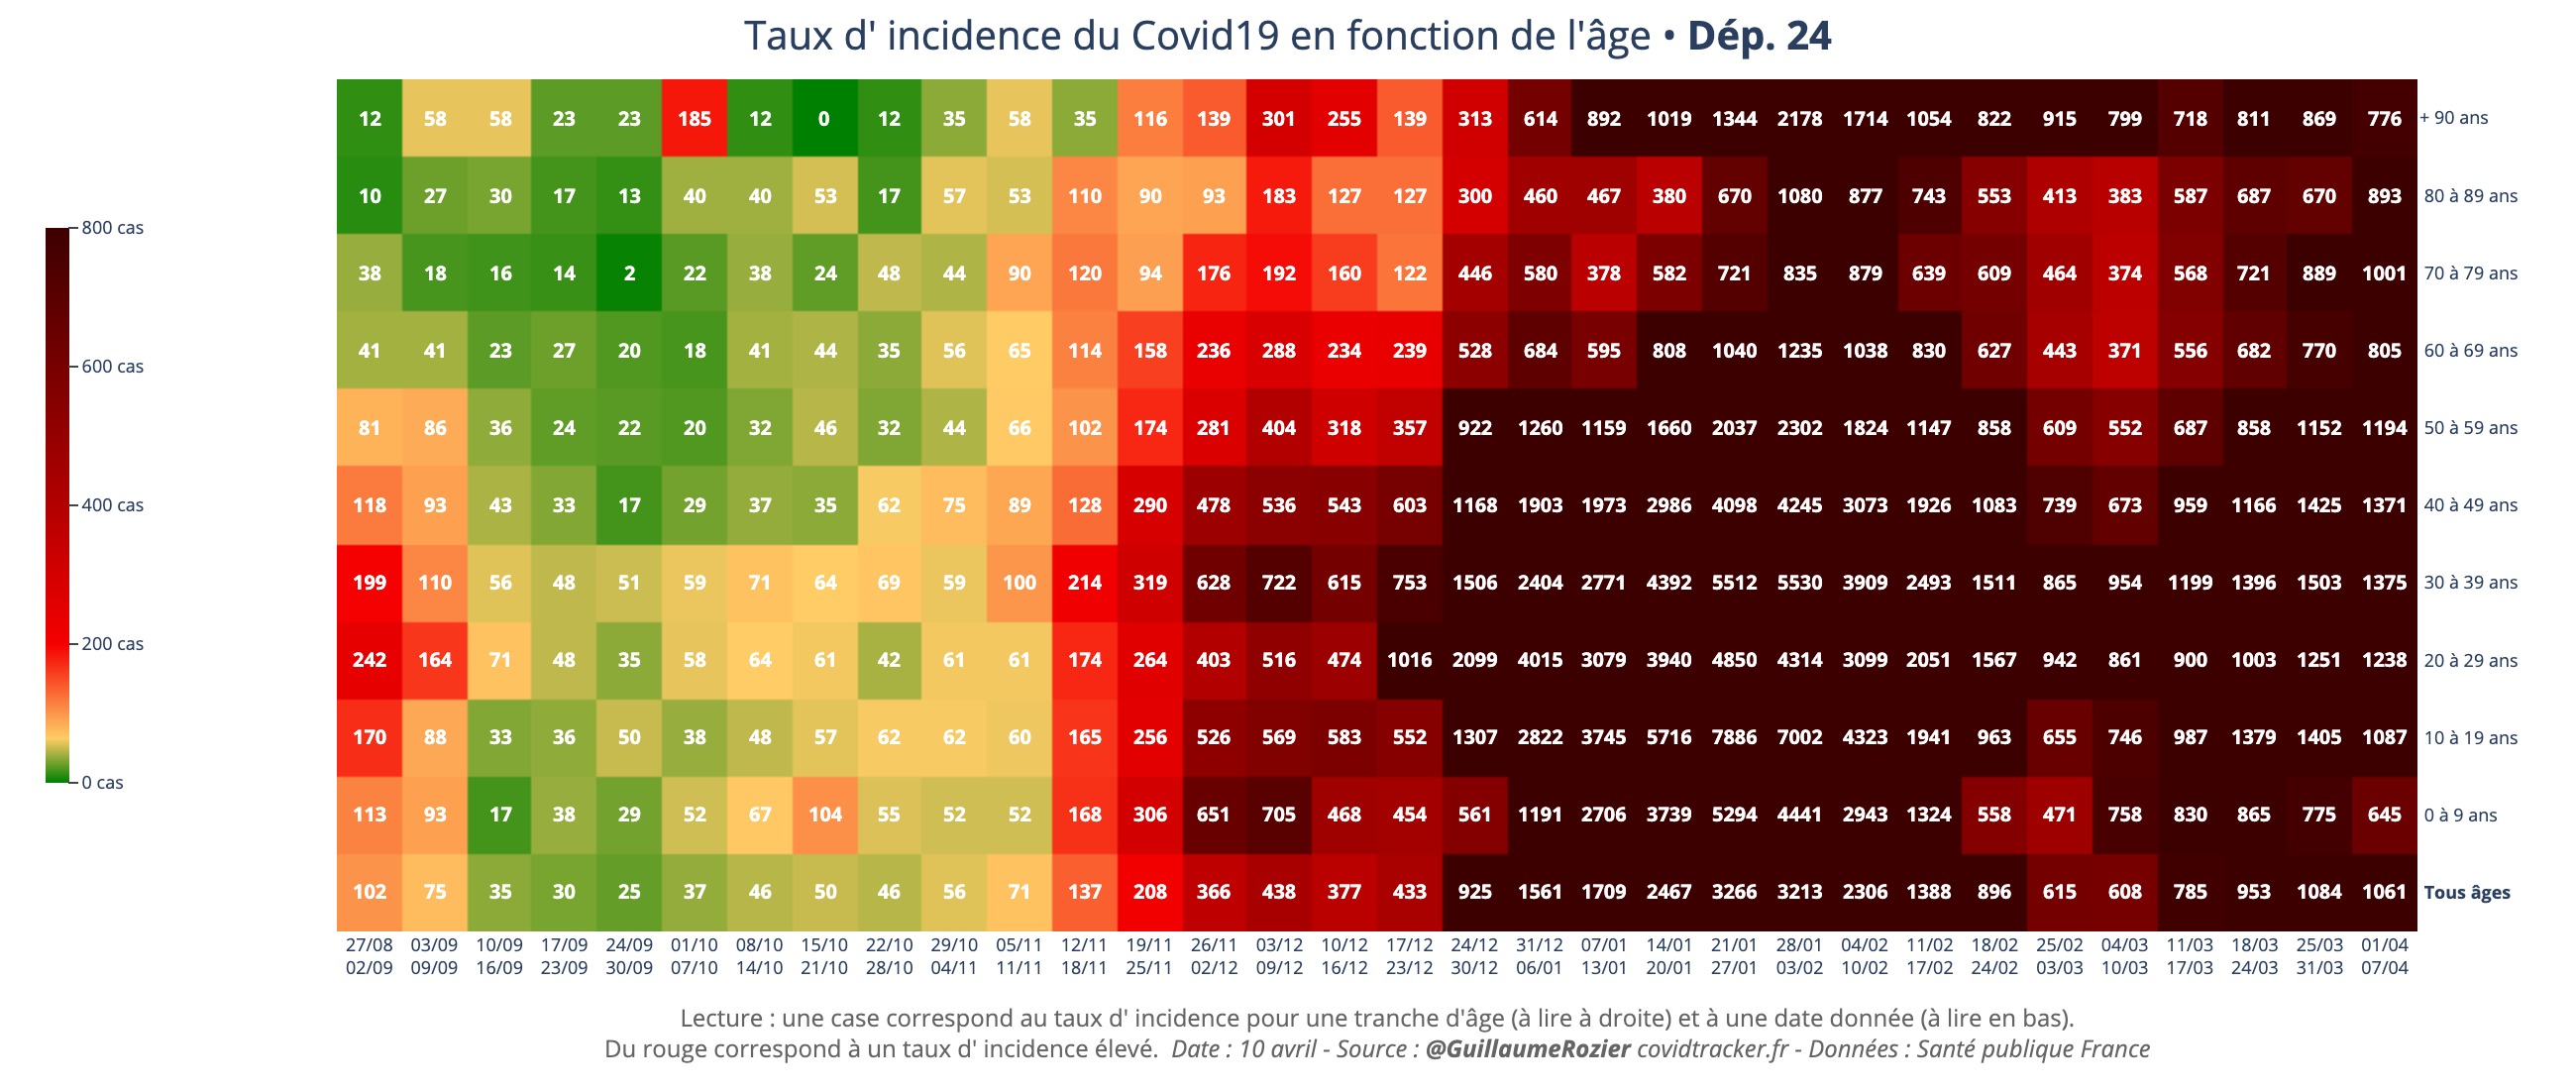 Taux d' incidence du Covid19 en fonction de l'âge • Dép. 24
12 58 58 23 23 185 12 0 12 35 58 35 116 139 301 255 139 313 614 892 1019 1344 2178 1714 1054 822 915 799 718 811 869 776 + 90 ans
10 27 30 17 13 40 40 53 17 57 53 110 90 93 183 127 127 300 460 467 380 670 1080 877 743 553 413 383 587 687 670 893 80 à 89 ans
38 18 16 14 2 22 38 24 48 44 90 120 94 176 192 160 122 446 580 378 582 721 835 879 639 609 464 374 568 721 889 1001 70 à 79 ans
41 41 23 27 20 18 41 44 35 56 65 114 158 236 288 234 239 528 684 595 808 1040 1235 1038 830 627 443 371 556 682 770 805 60 à 69 ans
81 86 36 24 22 20 32 46 32 44 66 102 174 281 404 318 357 922 1260 1159 1660 2037 2302 1824 1147 858 609 552 687 858 1152 1194 50 à 59 ans
118 93 43 33 17 29 37 35 62 75 89 128 290 478 536 543 603 1168 1903 1973 2986 4098 4245 3073 1926 1083 739 673 959 1166 1425 1371 40 à 49 ans
199 110 56 48 51 59 71 64 69 59 100 214 319 628 722 615 753 1506 2404 2771 4392 5512 5530 3909 2493 1511 865 954 1199 1396 1503 1375 30 à 39 ans
242 164 71 48 35 58 64 61 42 61 61 174 264 403 516 474 1016 2099 4015 3079 3940 4850 4314 3099 2051 1567 942 861 900 1003 1251 1238 20 à 29 ans
170 88 33 36 50 38 48 57 62 62 60 165 256 526 569 583 552 1307 2822 3745 5716 7886 7002 4323 1941 963 655 746 987 1379 1405 1087 10 à 19 ans
113 93 17 38 29 52 67 104 55 52 52 168 306 651 705 468 454 561 1191 2706 3739 5294 4441 2943 1324 558 471 758 830 865 775 645 0 à 9 ans
102 75 35 30 25 37 46 50 46 56 71 137 208 366 438 377 433 925 1561 1709 2467 3266 3213 2306 1388 896 615 608 785 953 1084 1061 Tous âges
27/08 03/09 10/09 17/09 24/09 01/10 08/10 15/10 22/10 29/10 05/11 12/11 19/11 26/11 03/12 10/12 17/12 24/12 31/12 07/01 14/01 21/01 28/01 04/02 11/02 18/02 25/02 04/03 11/03 18/03 25/03 01/04
02/09 09/09 16/09 23/09 30/09 07/10 14/10 21/10 28/10 04/11 11/11 18/11 25/11 02/12 09/12 16/12 23/12 30/12 06/01 13/01 20/01 27/01 03/02 10/02 17/02 24/02 03/03 10/03 17/03 24/03 31/03 07/04
800 cas
600 cas
400 cas
200 cas
0 cas
Lecture : une case correspond au taux d' incidence pour une tranche d'âge (à lire à droite) et à une date donnée (à lire en bas).
Du rouge correspond à un taux d' incidence élevé. Date : 10 avril - Source : @GuillaumeRozier covidtracker.fr - Données : Santé publique France